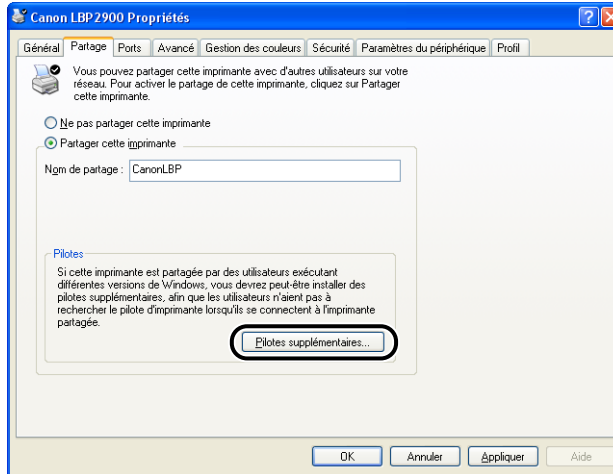 Canon LBP2900 Propriétés
Général Partage Ports Avancé Gestion des couleurs Sécurité Paramètres du périphérique Profil
Vous pouvez partager cette imprimante avec d'autres utilisateurs sur votre
réseau. Pour activer le partage de cette imprimante, cliquez sur Partager
cette imprimante.
Ne pas partager cette imprimante
Partager cette imprimante
Nom de partage : CanonLBP
Pilotes
Si cette imprimante est partagée par des utilisateurs exécutant
différentes versions de Windows, vous devrez peut-être installer des
pilotes supplémentaires, afin que les utilisateurs n'aient pas à
rechercher le pilote d'imprimante lorsqu'ils se connectent à l'imprimante
partagée.
Pilotes supplémentaires...
OK Annuler Appliquer Aide